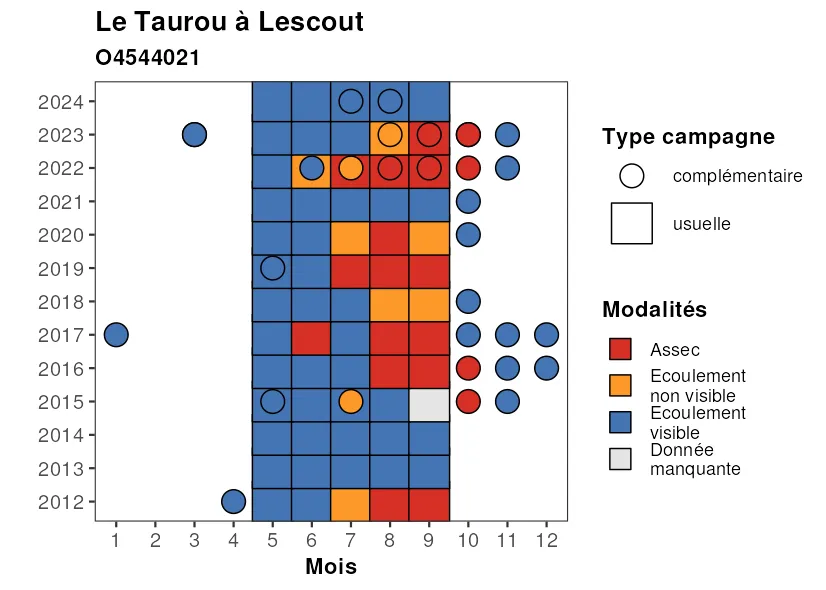 Le Taurou à Lescout
O4544021
2024
2023
2022
2021
2020
2019
2018
2017
2016
2015
2014
2013
2012
1 2 3 4 5 6 7 8 9 10 11 12
Mois
Type campagne
complémentaire
usuelle
Modalités
Assec
Ecoulement
non visible
Ecoulement
visible
Donnée
manquante